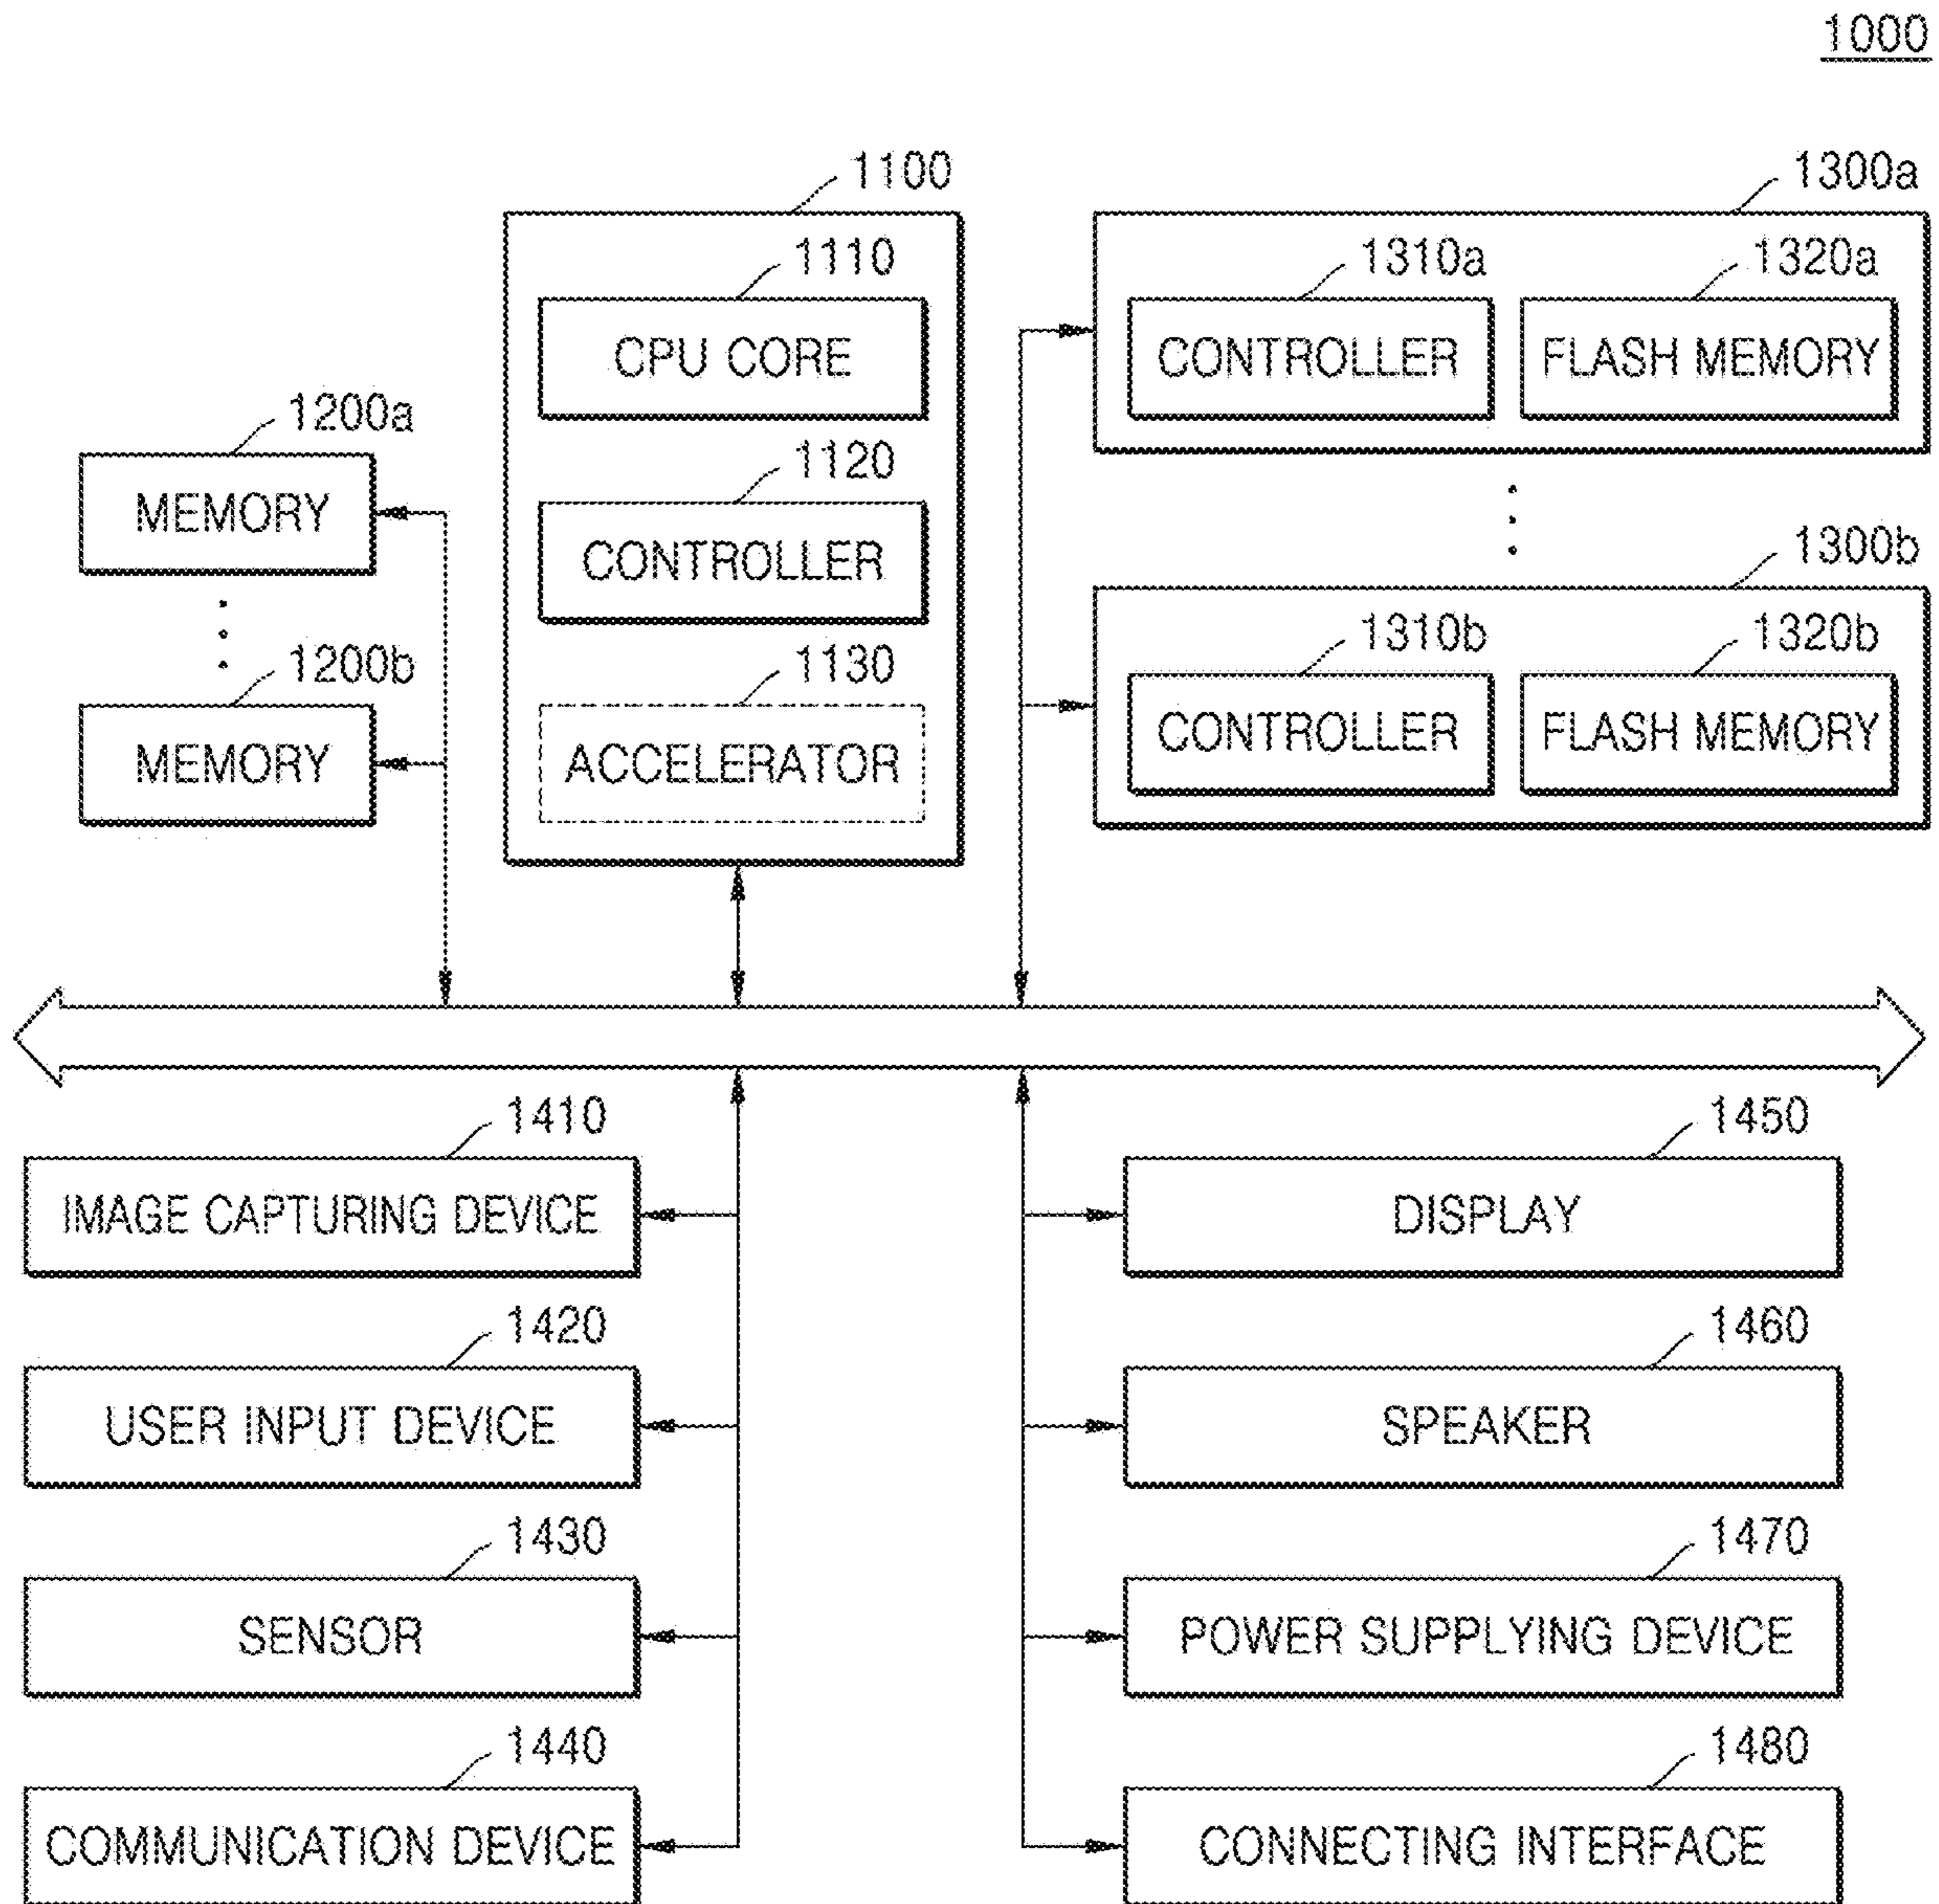 1000
1100
1110
CPU CORE
1120
CONTROLLER
1130
ACCELERATOR
1200a
MEMORY
1200b
MEMORY
1300a
1310a
1320a
CONTROLLER
FLASH MEMORY
1300b
1310b
1320b
CONTROLLER
FLASH MEMORY
1410
IMAGE CAPTURING DEVICE
1420
USER INPUT DEVICE
1430
SENSOR
1440
COMMUNICATION DEVICE
1450
DISPLAY
1460
SPEAKER
1470
POWER SUPPLYING DEVICE
1480
CONNECTING INTERFACE